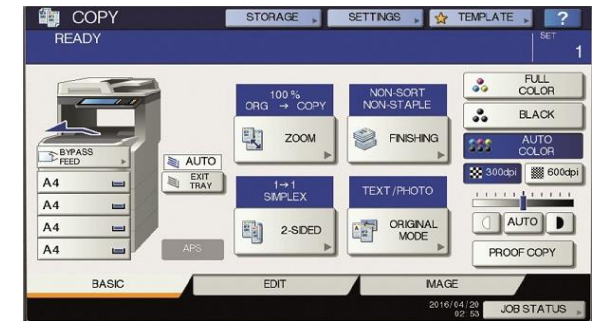 COPY
STORAGE
SETTINGS
TEMPLATE
?
READY
SET
1
100 %
ORG → COPY
NON-SORT
NON-STAPLE
FULL
COLOR
ZOOM
FINISHING
BLACK
BYPASS
FEED
AUTO
AUTO
COLOR
EXIT
TRAY
300dpi
600dpi
A4
A4
A4
A4
1→1
SIMPLEX
TEXT/PHOTO
2-SIDED
ORIGINAL
MODE
AUTO
APS
PROOF COPY
BASIC
EDIT
IMAGE
2016/04/20
02:53
JOB STATUS